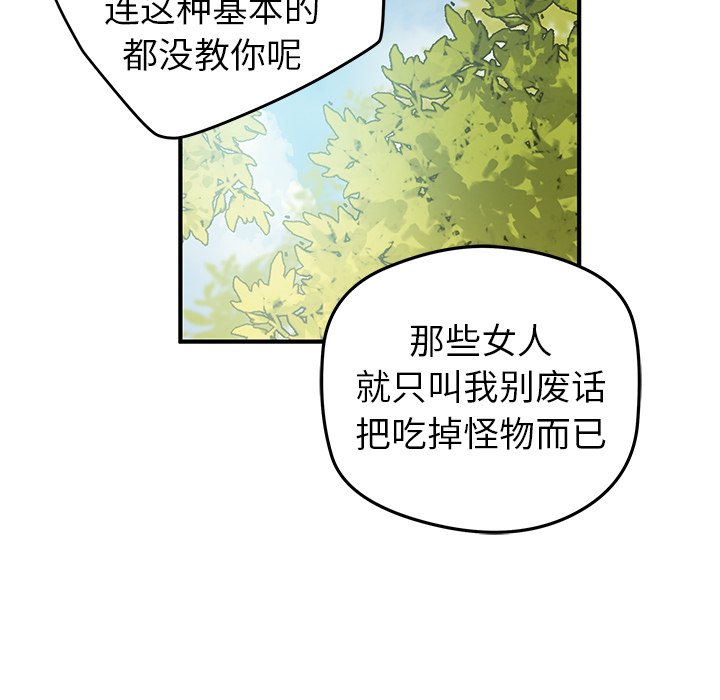 连这种基本的
都没教你呢
那些女人
就只叫我别废话
把吃掉怪物而已